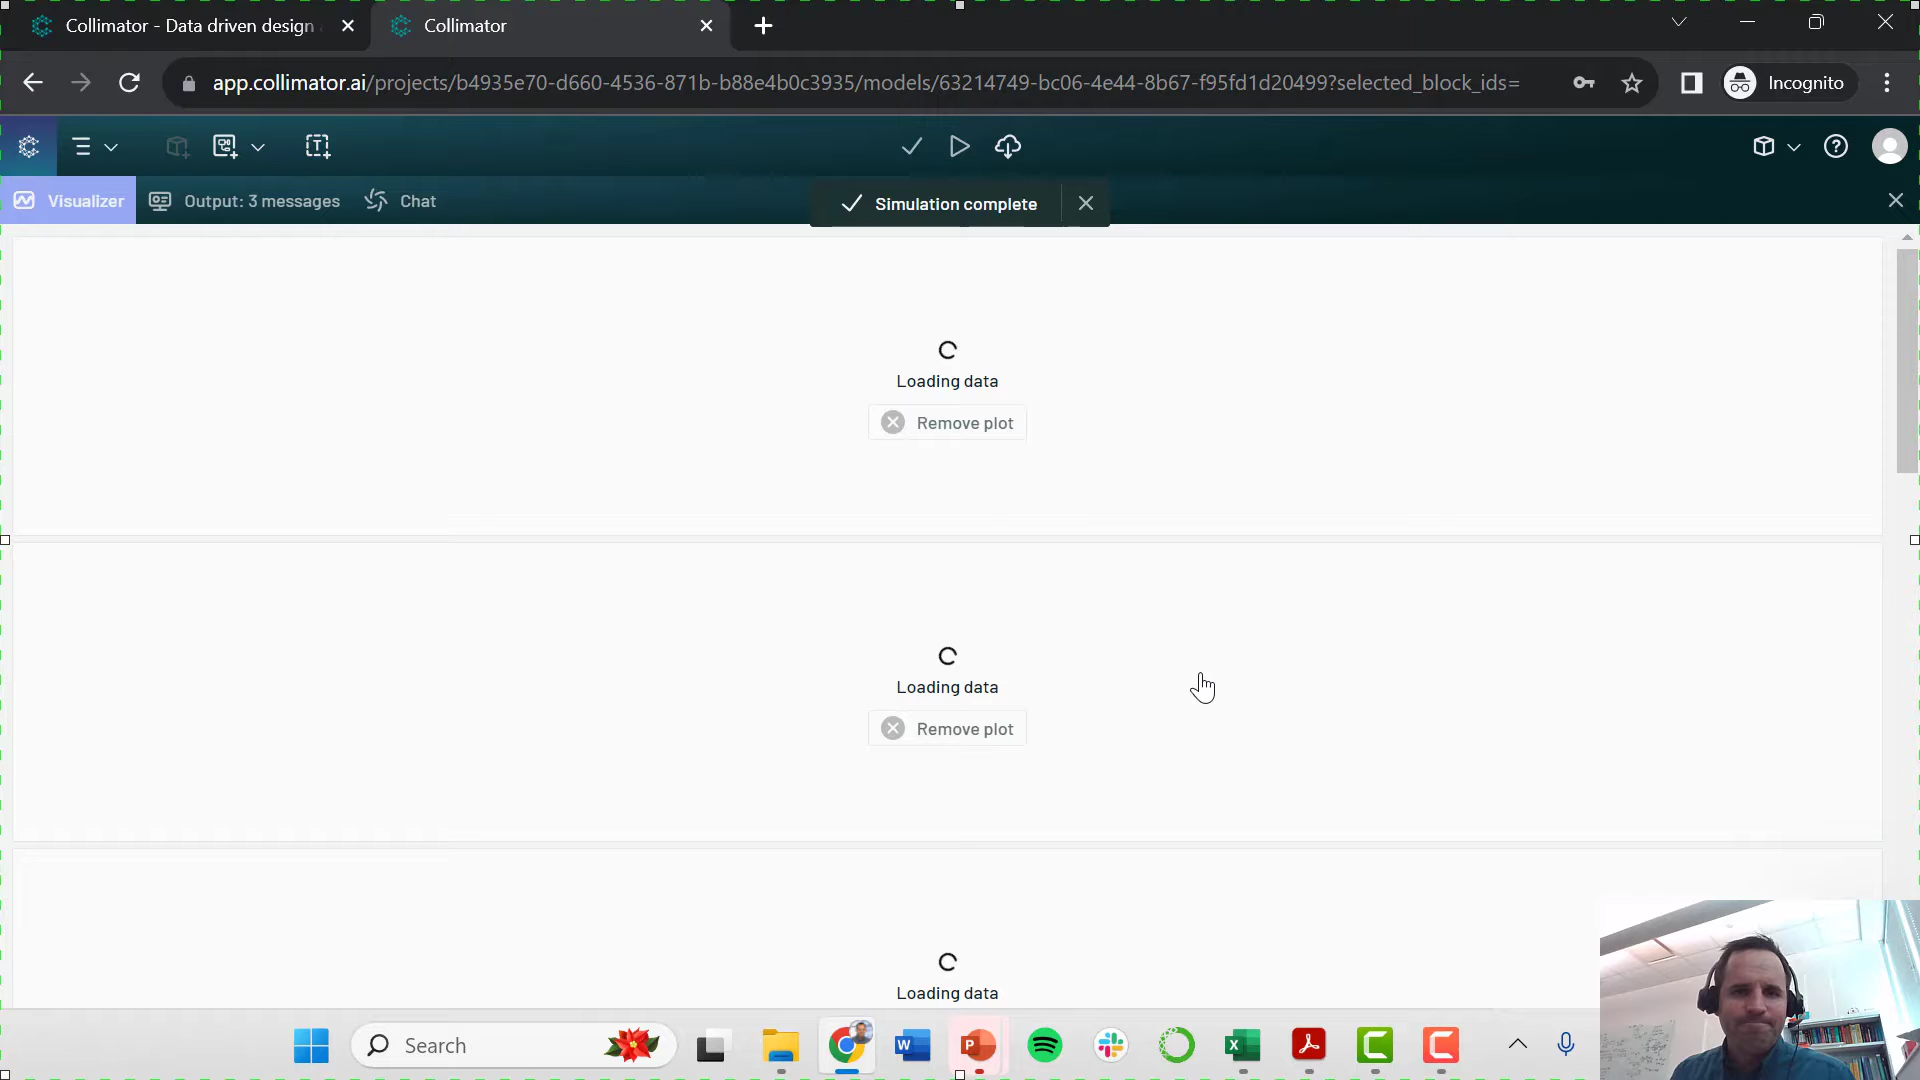 Collimator - Data driven design
Collimator
app.collimator.ai/projects/b4935e70-d660-4536-871b-b88e4b0c3935/models/63214749-bc06-4e44-8b67-f95fd1d20499?selected_block_ids=
Incognito
Visualizer
Output: 3 messages
Chat
Simulation complete
Loading data
Remove plot
Loading data
Remove plot
Loading data
Search